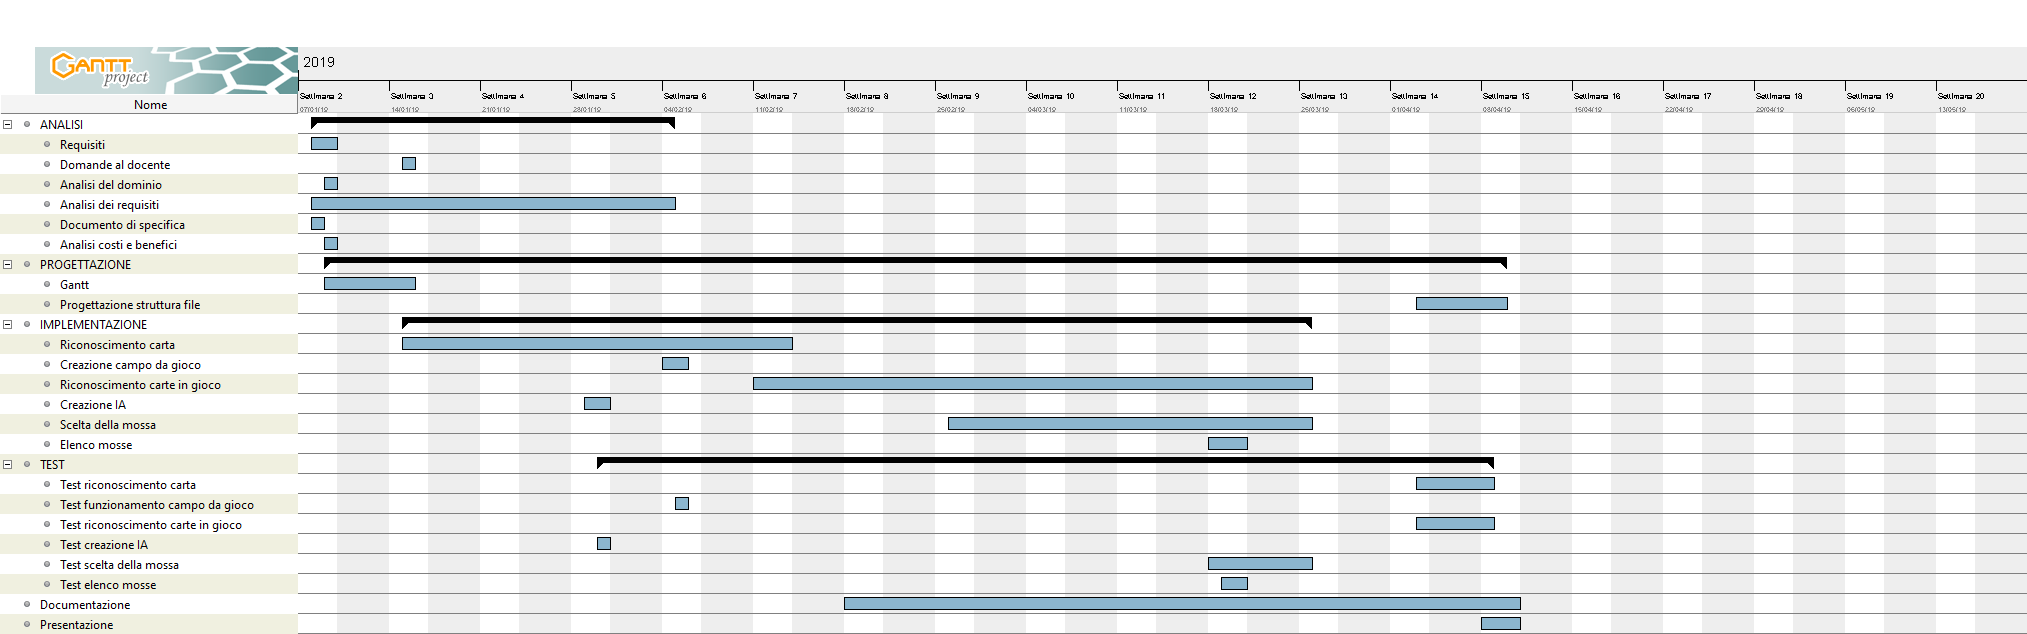 GANTT
project
2019
Settimana 2
Settimana 3
Settimana 4
Settimana 5
Settimana 6
Settimana 7
Settimana 8
Settimana 9
Settimana 10
Settimana 11
Settimana 12
Settimana 13
Settimana 14
Settimana 15
Settimana 16
Settimana 17
Settimana 18
Settimana 19
Settimana 20
Nome
07/01/19
14/01/19
21/01/19
28/01/19
04/02/19
11/02/19
18/02/19
25/02/19
04/03/19
11/03/19
18/03/19
25/03/19
01/04/19
08/04/19
15/04/19
22/04/19
29/04/19
06/05/19
13/05/19
ANALISI
Requisiti
Domande al docente
Analisi del dominio
Analisi dei requisiti
Documento di specifica
Analisi costi e benefici
PROGETTAZIONE
Gantt
Progettazione struttura file
IMPLEMENTAZIONE
Riconoscimento carta
Creazione campo da gioco
Riconoscimento carte in gioco
Creazione IA
Scelta della mossa
Elenco mosse
TEST
Test riconoscimento carta
Test funzionamento campo da gioco
Test riconoscimento carte in gioco
Test creazione IA
Test scelta della mossa
Test elenco mosse
Documentazione
Presentazione